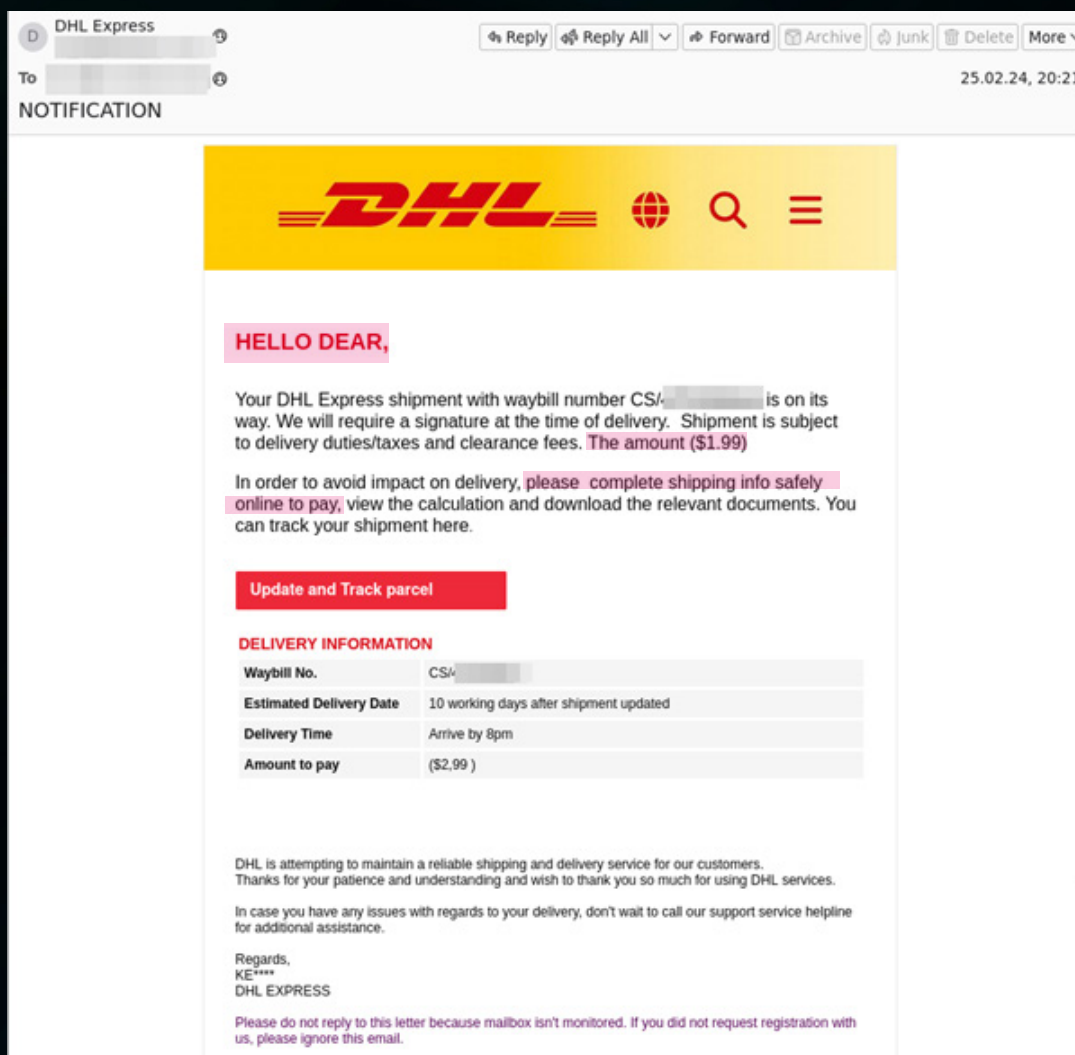 D
DHL Express
Reply Reply All Forward Archive Junk Delete More
To
25.02.24, 20:21
NOTIFICATION
DHL
HELLO DEAR,
Your DHL Express shipment with waybill number CS/ is on its
way. We will require a signature at the time of delivery. Shipment is subject
to delivery duties/taxes and clearance fees. The amount ($1.99)
In order to avoid impact on delivery, please complete shipping info safely
online to pay, view the calculation and download the relevant documents. You
can track your shipment here.
Update and Track parcel
DELIVERY INFORMATION
Waybill No. CS/
Estimated Delivery Date 10 working days after shipment updated
Delivery Time Arrive by 8pm
Amount to pay ($2,99 )
DHL is attempting to maintain a reliable shipping and delivery service for our customers.
Thanks for your patience and understanding and wish to thank you so much for using DHL services.
In case you have any issues with regards to your delivery, don't wait to call our support service helpline
for additional assistance.
Regards,
KE****
DHL EXPRESS
Please do not reply to this letter because mailbox isn't monitored. If you did not request registration with
us, please ignore this email.